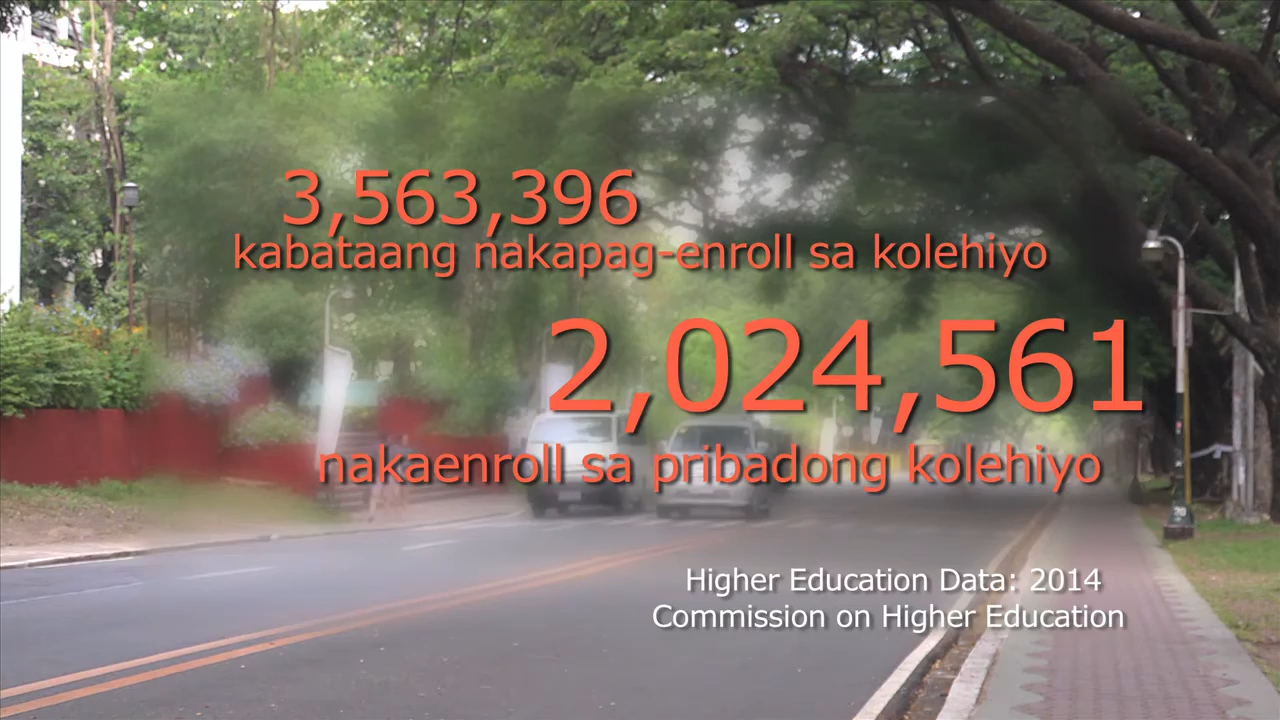 3,563,396
kabataang nakapag-enroll sa kolehiyo
2,024,561
nakaenroll sa pribadong kolehiyo
Higher Education Data: 2014
Commission on Higher Education